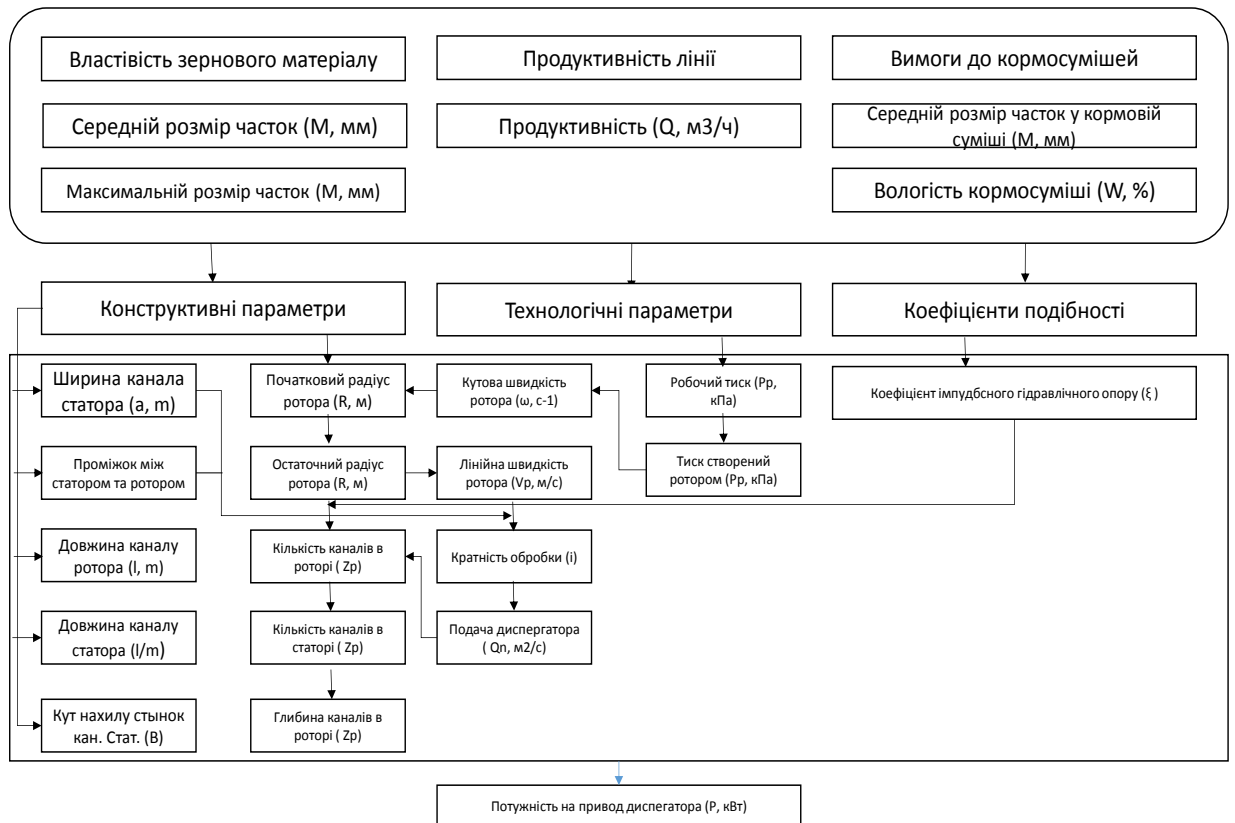 Властівість зернового матеріалу
Продуктивність лінії
Вимоги до кормосумішей
Середній розмір часток (М, мм)
Продуктивність (Q, м3/ч)
Середній розмір часток у кормовій
суміші (М, мм)
Максимальній розмір часток (М, мм)
Вологість кормосуміші (W, %)
Конструктивні параметри
Технологічні параметри
Коефіцієнти подібності
Ширина канала
статора (a, m)
Початковий радіус
ротора (R, м)
Кутова швидкість
ротора (ω, с-1)
Робочий тиск (Рр,
кПа)
Коефіцієнт імпудбсного гідравлічного опору (ξ )
Проміжок між
статором та ротором
Остаточний радіус
ротора (R, м)
Лінійна швидкість
ротора (Vp, м/с)
Тиск створений
ротором (Рр, кПа)
Довжина каналу
ротора (l, m)
Кількість каналів в
роторі ( Zp)
Кратність обробки (і)
Довжина каналу
статора (l/m)
Кількість каналів в
статорі ( Zp)
Подача диспергатора
( Qп, м2/с)
Кут нахилу стынок
кан. Стат. (В)
Глибина каналів в
роторі ( Zp)
Потужність на привод диспегатора (Р, кВт)